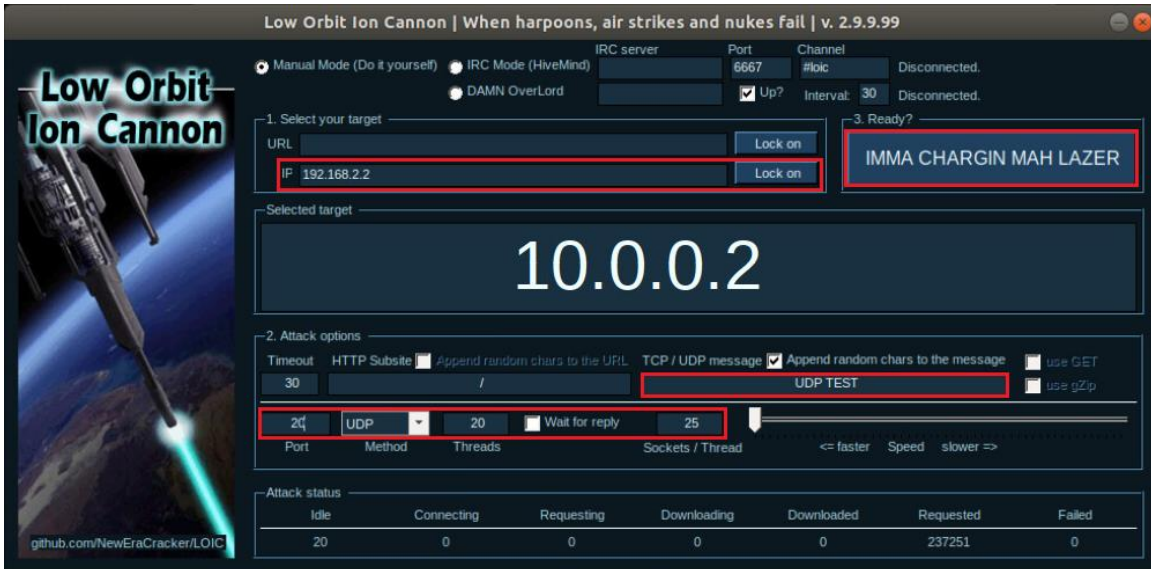 Low Orbit Ion Cannon | When harpoons, air strikes and nukes fail | v. 2.9.9.99
Low Orbit
Ion Cannon
IRC server Port Channel
Manual Mode (Do it yourself) IRC Mode (HiveMind) 6667 #loic Disconnected.
DAMN OverLord Up? Interval: 30 Disconnected.
1. Select your target
URL Lock on
IP 192.168.2.2 Lock on
3. Ready?
IMMA CHARGIN MAH LAZER
Selected target
10.0.0.2
2. Attack options
Timeout HTTP Subsite Append random chars to the URL TCP / UDP message Append random chars to the message use GET
30 / UDP TEST use gZip
20 UDP 20 Wait for reply 25
Port Method Threads Sockets / Thread <= faster Speed slower =>
Attack status
Idle Connecting Requesting Downloading Downloaded Requested Failed
20 0 0 0 0 237251 0
github.com/NewEraCracker/LOIC